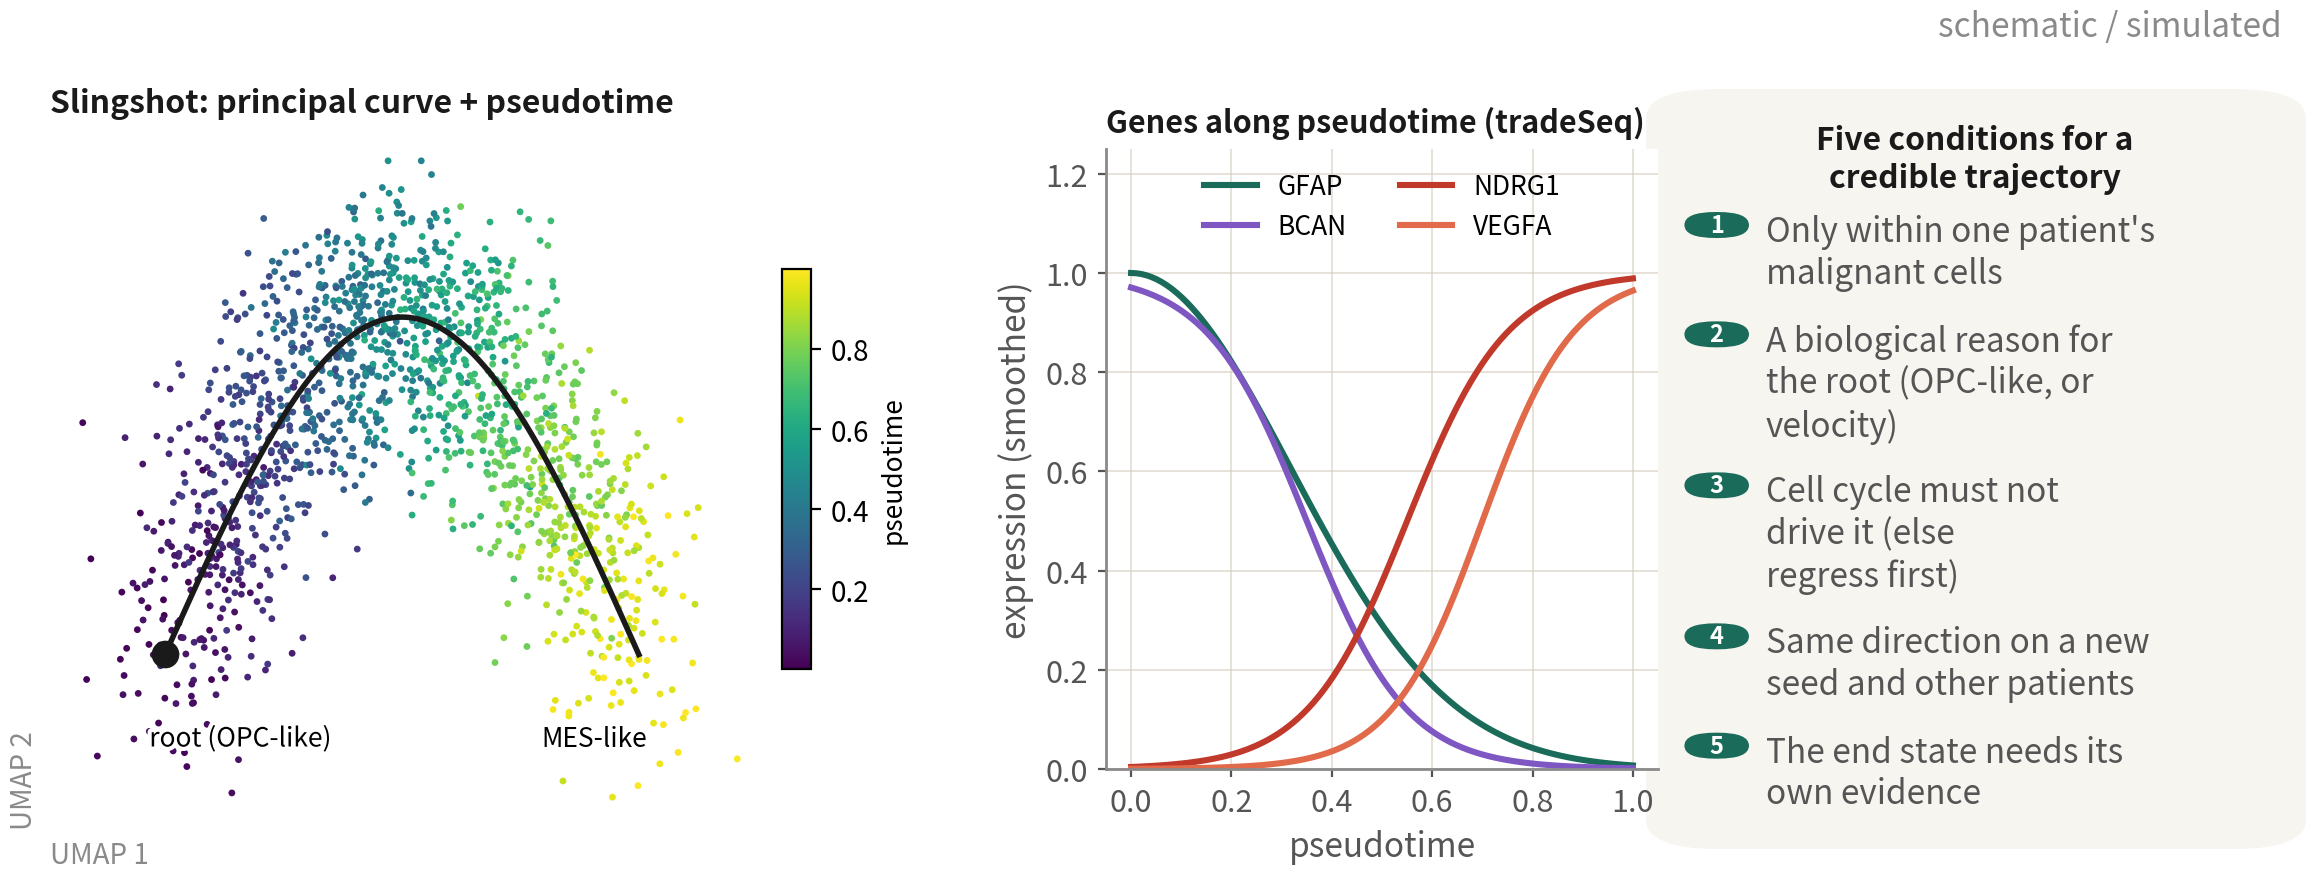 schematic / simulated
Slingshot: principal curve + pseudotime
root (OPC-like)
MES-like
UMAP 2
UMAP 1
0.8
0.6
0.4
0.2
pseudotime
Genes along pseudotime (tradeSeq)
GFAP
BCAN
NDRG1
VEGFA
expression (smoothed)
1.2
1.0
0.8
0.6
0.4
0.2
0.0
0.0 0.2 0.4 0.6 0.8 1.0
pseudotime
Five conditions for a
credible trajectory
1 Only within one patient's
malignant cells
2 A biological reason for
the root (OPC-like, or
velocity)
3 Cell cycle must not
drive it (else
regress first)
4 Same direction on a new
seed and other patients
5 The end state needs its
own evidence